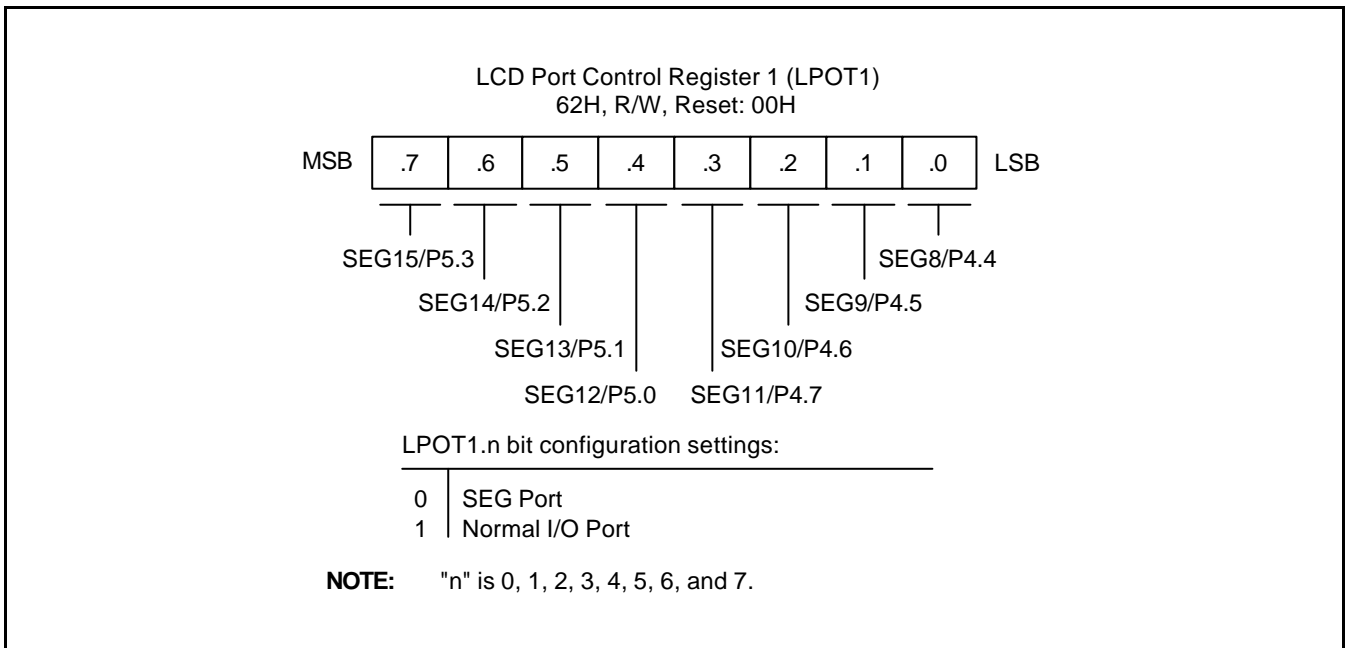 LCD Port Control Register 1 (LPOT1)
62H, R/W, Reset: 00H
MSB .7 .6 .5 .4 .3 .2 .1 .0 LSB
SEG15/P5.3 SEG8/P4.4
SEG14/P5.2 SEG9/P4.5
SEG13/P5.1 SEG10/P4.6
SEG12/P5.0 SEG11/P4.7
LPOT1.n bit configuration settings:
0 SEG Port
1 Normal I/O Port
NOTE: "n" is 0, 1, 2, 3, 4, 5, 6, and 7.